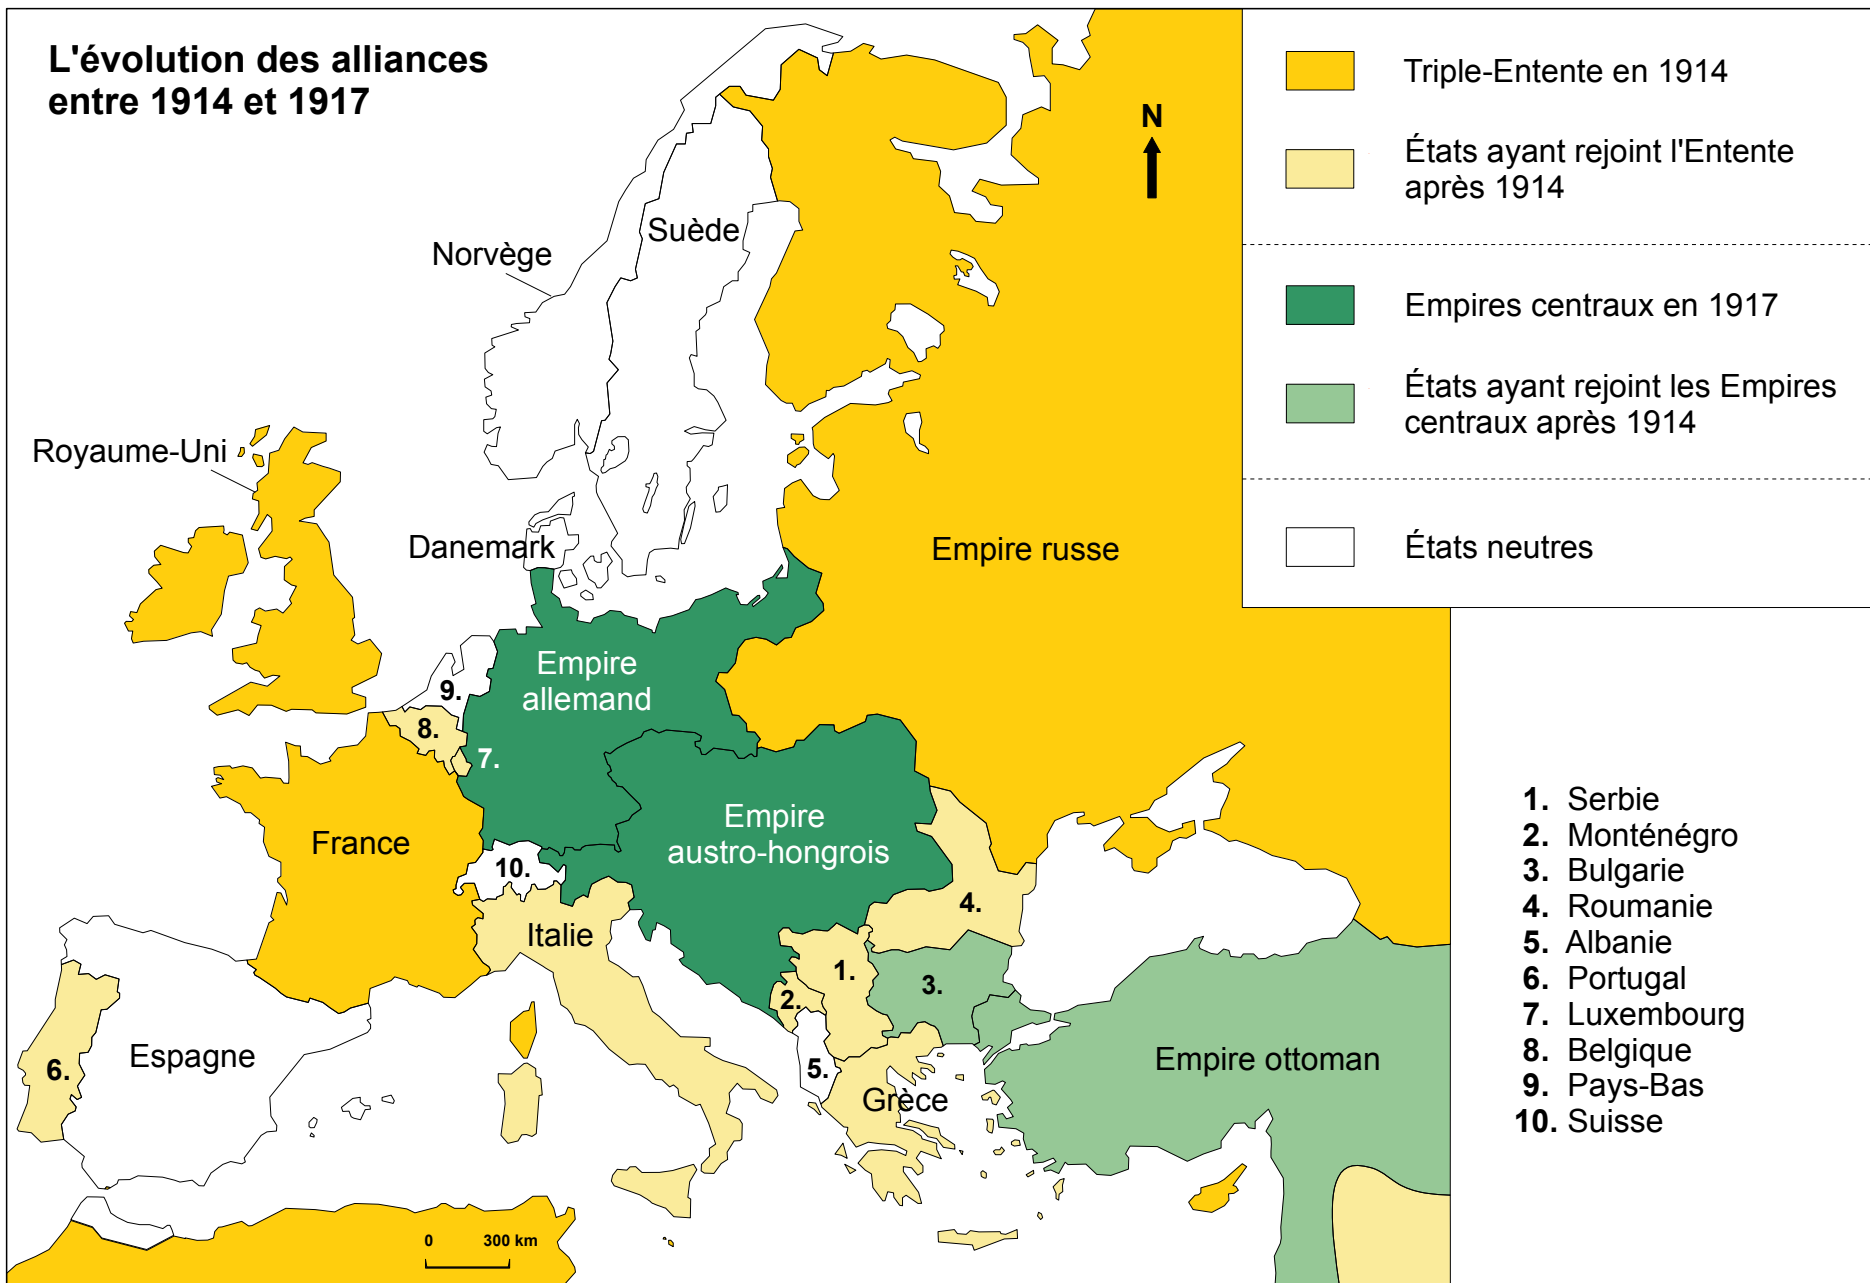 L'évolution des alliances
entre 1914 et 1917
Triple-Entente en 1914
États ayant rejoint l'Entente
après 1914
Empires centraux en 1917
États ayant rejoint les Empires
centraux après 1914
États neutres
N
Suède
Norvège
Royaume-Uni
Danemark
Empire russe
Empire
allemand
9.
8.
7.
Empire
austro-hongrois
France
10.
Italie
4.
1.
3.
2.
5.
6.
Espagne
Grèce
Empire ottoman
0 300 km
1. Serbie
2. Monténégro
3. Bulgarie
4. Roumanie
5. Albanie
6. Portugal
7. Luxembourg
8. Belgique
9. Pays-Bas
10. Suisse